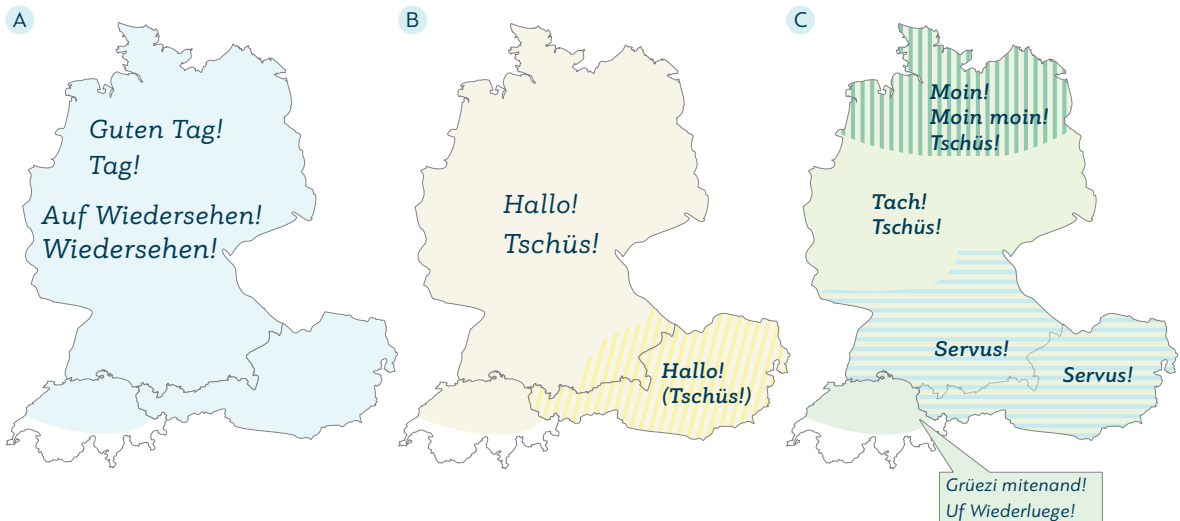 A
Guten Tag!
Tag!
Auf Wiedersehen!
Wiedersehen!
B
Hallo!
Tschüs!
Hallo!
(Tschüs!)
C
Moin!
Moin moin!
Tschüs!
Tach!
Tschüs!
Servus!
Servus!
Grüezi mitenand!
Uf Wiederluege!